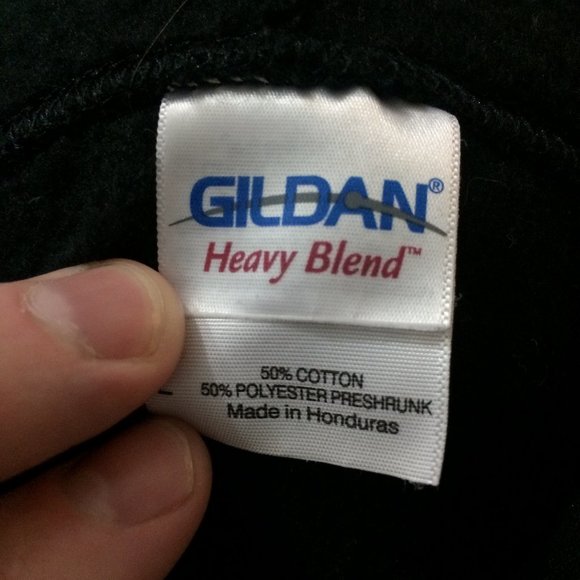 GILDAN®
Heavy Blend™
50% COTTON
50% POLYESTER PRESHRUNK
Made in Honduras